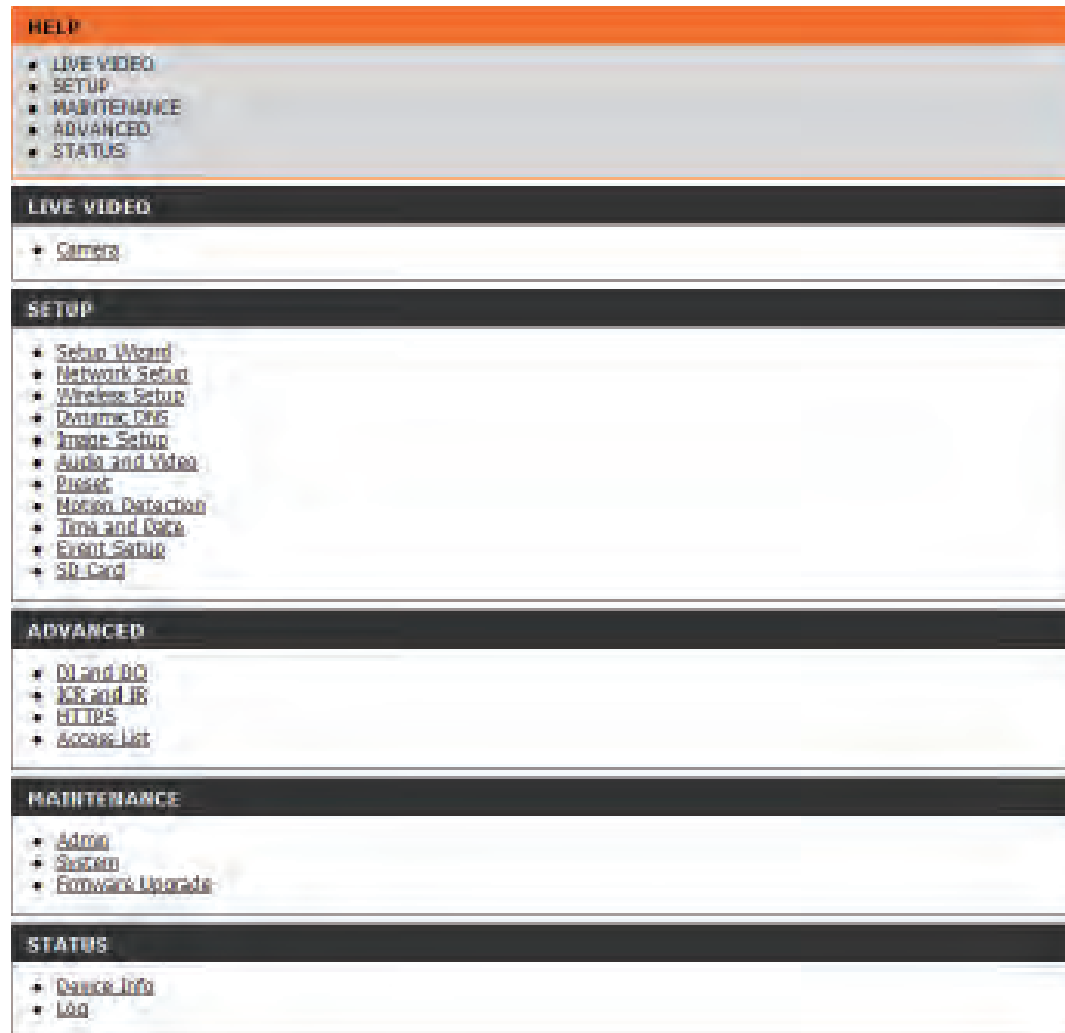 HELP
LIVE VIDEO
SETUP
MAINTENANCE
ADVANCED
STATUS
LIVE VIDEO
Camera
SETUP
Setup Wizard
Network Setup
Wireless Setup
Dynamic DNS
Image Setup
Audio and Video
Preset
Motion Detection
Time and Date
Event Setup
SD Card
ADVANCED
DI and DO
ICR and IR
HTTPS
Access List
MAINTENANCE
Admin
System
Firmware Upgrade
STATUS
Device Info
Log